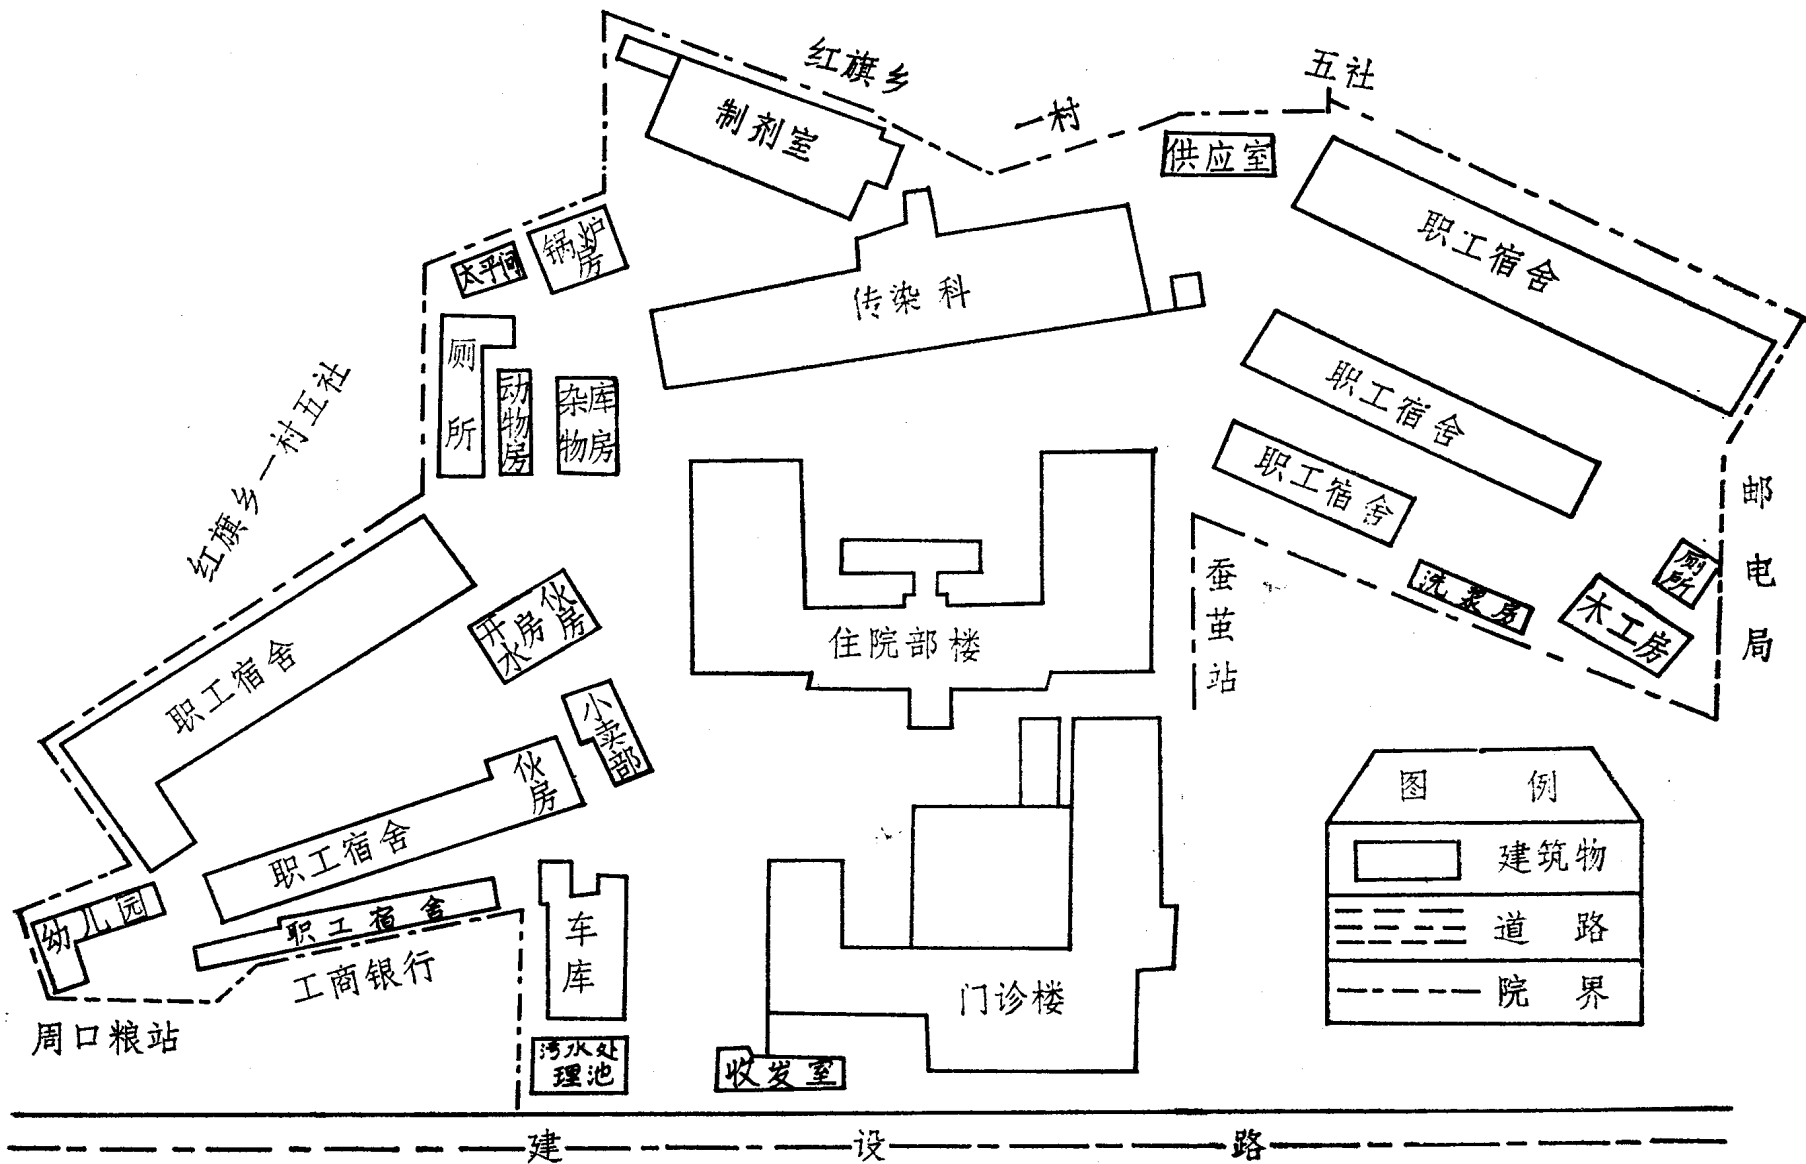 红旗乡
一村
五社
制剂室
供应室
职工宿舍
锅炉房
太平间
传染科
厕所
动物房
杂物库房
职工宿舍
职工宿舍
红旗乡一村五社
邮电局
蚕茧站
洗浆房
厕所
木工房
职工宿舍
开水房
伙房
住院部楼
小卖部
伙房
职工宿舍
图例
建筑物
道路
院界
幼儿园
职工宿舍
车库
工商银行
门诊楼
周口粮站
污水处
理池
收发室
建设路